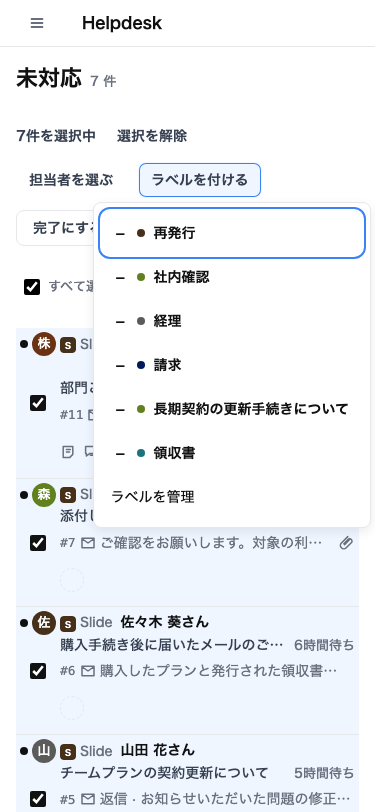 Helpdesk
未対応 7 件
7件を選択中 選択を解除
担当者を選ぶ ラベルを付ける
完了にする
– 再発行
すべて選
– 社内確認
– 経理
– 請求
– 長期契約の更新手続きについて
– 領収書
ラベルを管理
株 S Sli
部門ご
#11
森 S Sli
添付し
#7 ご確認をお願いします。対象の利…
佐 S Slide 佐々木 葵さん
購入手続き後に届いたメールのご… 6時間待ち
#6 購入したプランと発行された領収書…
山 S Slide 山田 花さん
チームプランの契約更新について 5時間待ち
#5 返信 · お知らせいただいた問題の修正…